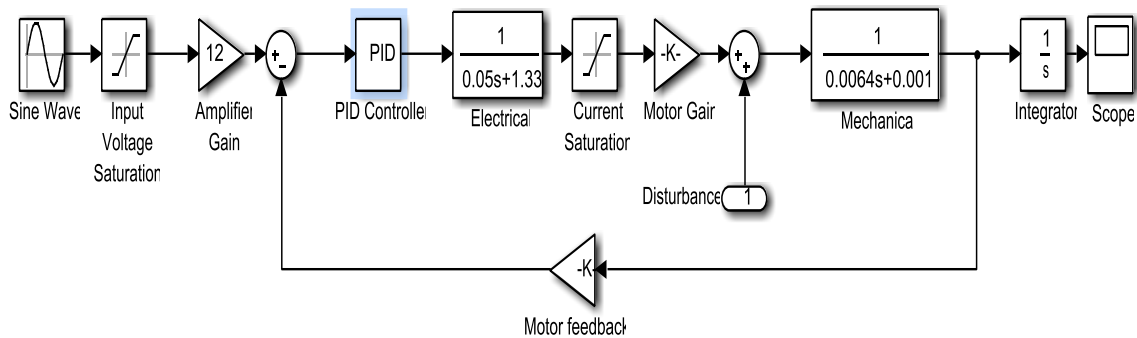 12
+
-
PID
1
0.05s+1.33
-K-
+
+
1
0.0064s+0.001
1
s
Sine Wave
Input
Voltage
Saturation
Amplifier
Gain
PID Controller
Electrical
Current
Saturation
Motor Gain
Mechanica
Integrator
Scope
Disturbance
1
-K-
Motor feedback